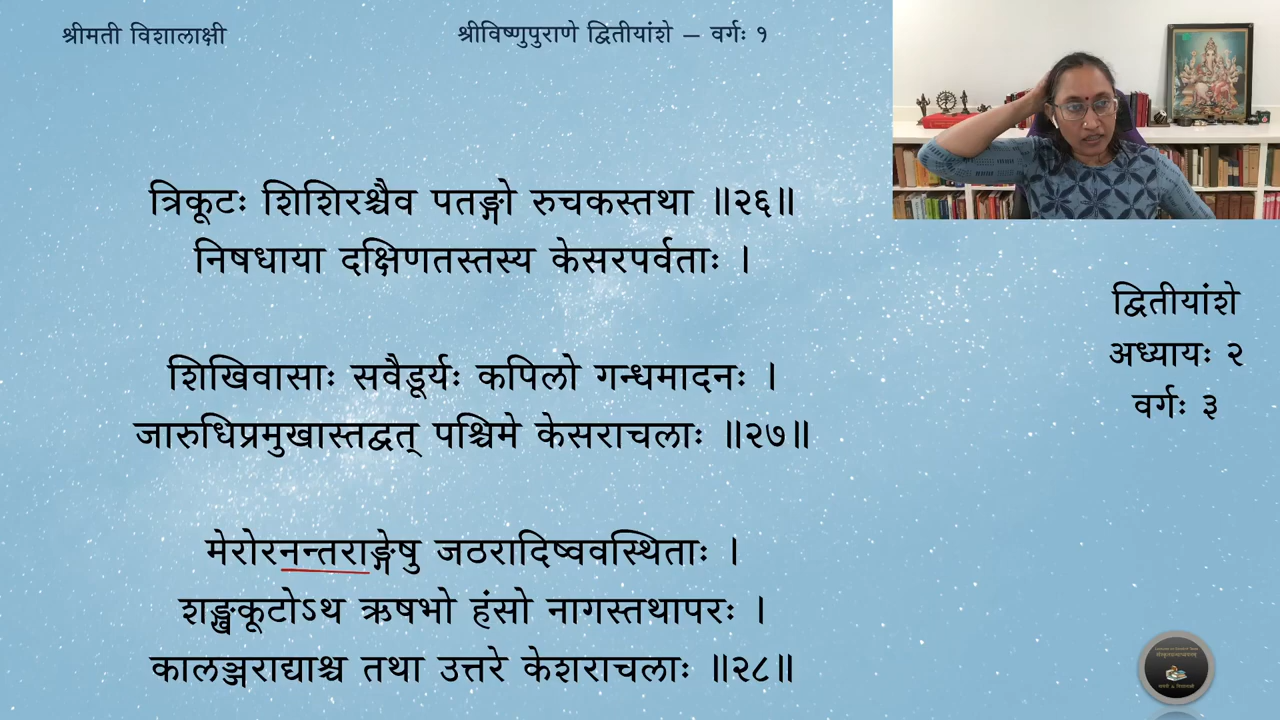 श्रीमती विशालाक्षी
श्रीविष्णुपुराणे द्वितीयांशे – वर्गः १
त्रिकूटः शिशिरश्चैव पतङ्गो रुचकस्तथा ॥२६॥
निषधाया दक्षिणतस्तस्य केसरपर्वताः ।
शिखिवासाः सवैडूर्यः कपिलो गन्धमादनः ।
जारुधिप्रमुखास्तद्वत् पश्चिमे केसराचलाः ॥२७॥
मेरोरनन्तराङ्गेषु जठरादिष्ववस्थिताः ।
शङ्खकूटोऽथ ऋषभो हंसो नागस्तथापरः ।
कालञ्जराद्याश्च तथा उत्तरे केशराचलाः ॥२८॥
द्वितीयांशे
अध्यायः २
वर्गः ३